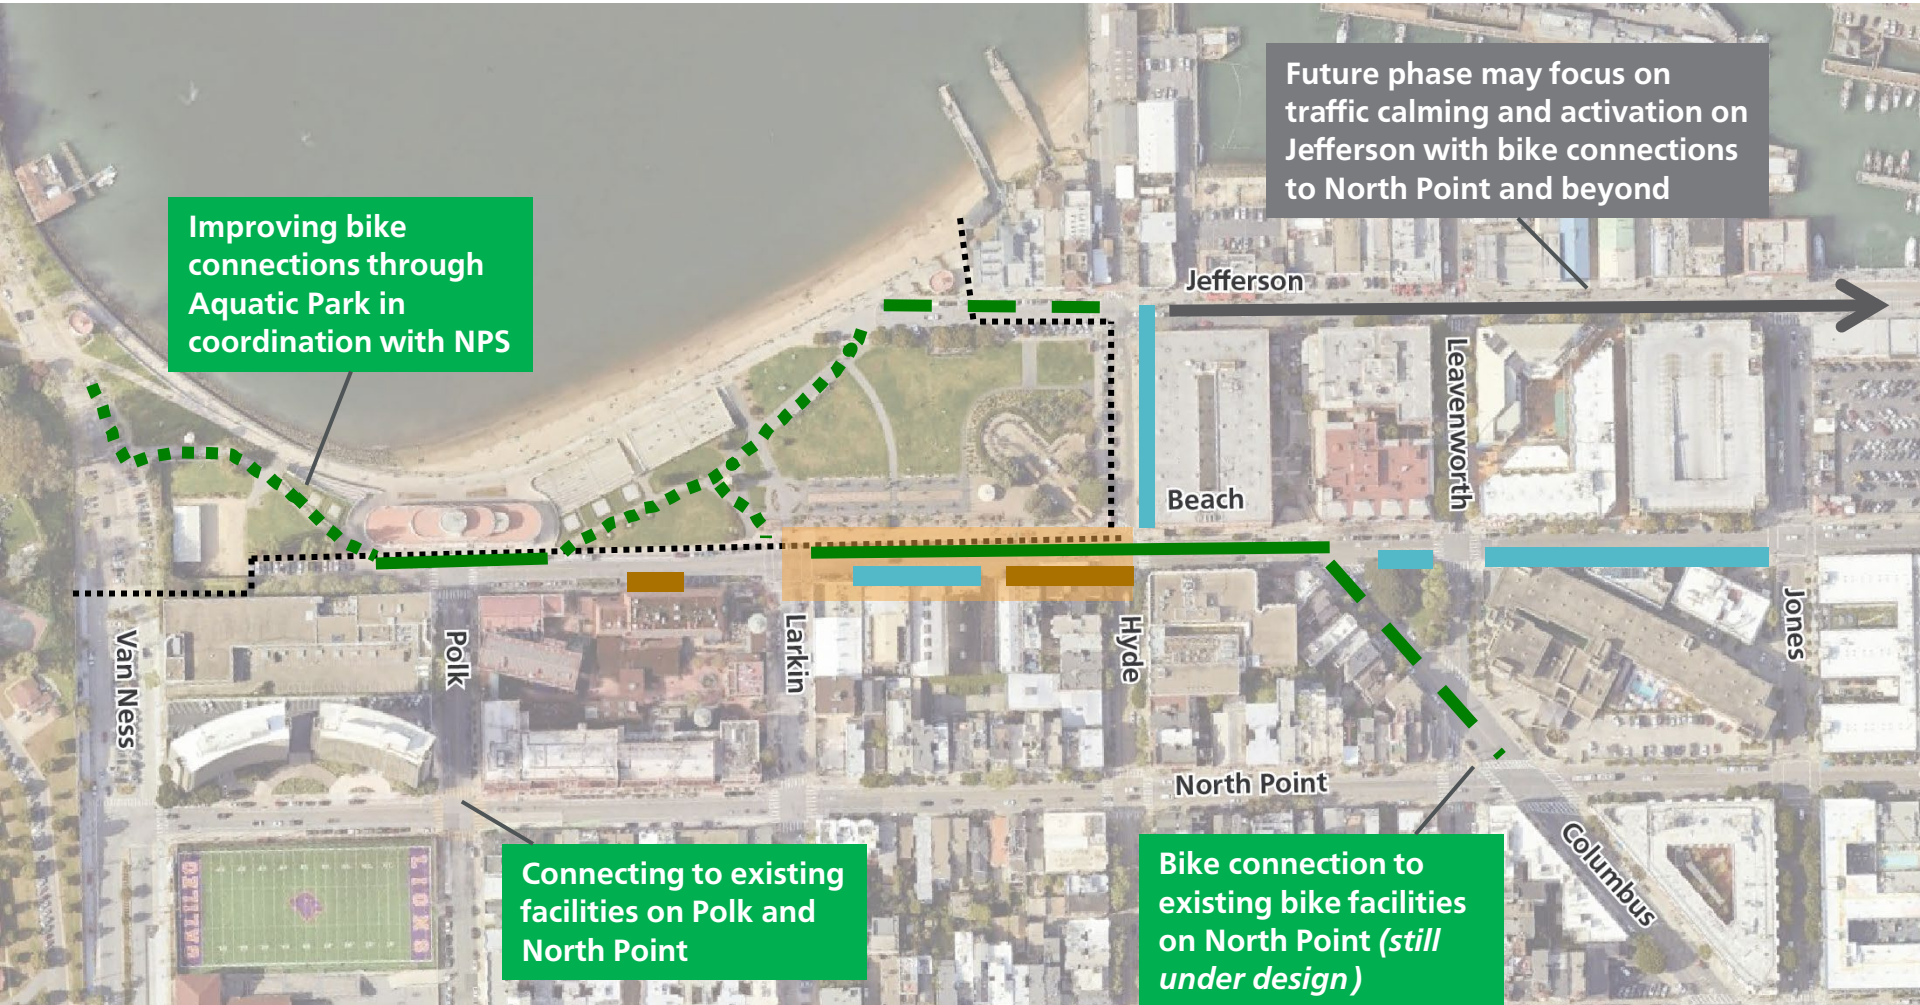 Future phase may focus on
traffic calming and activation on
Jefferson with bike connections
to North Point and beyond
Improving bike
connections through
Aquatic Park in
coordination with NPS
Jefferson
Leavenworth
Beach
Van Ness
Polk
Larkin
Hyde
Jones
North Point
Columbus
Connecting to existing
facilities on Polk and
North Point
Bike connection to
existing bike facilities
on North Point (still
under design)
GALILEO
LIONS